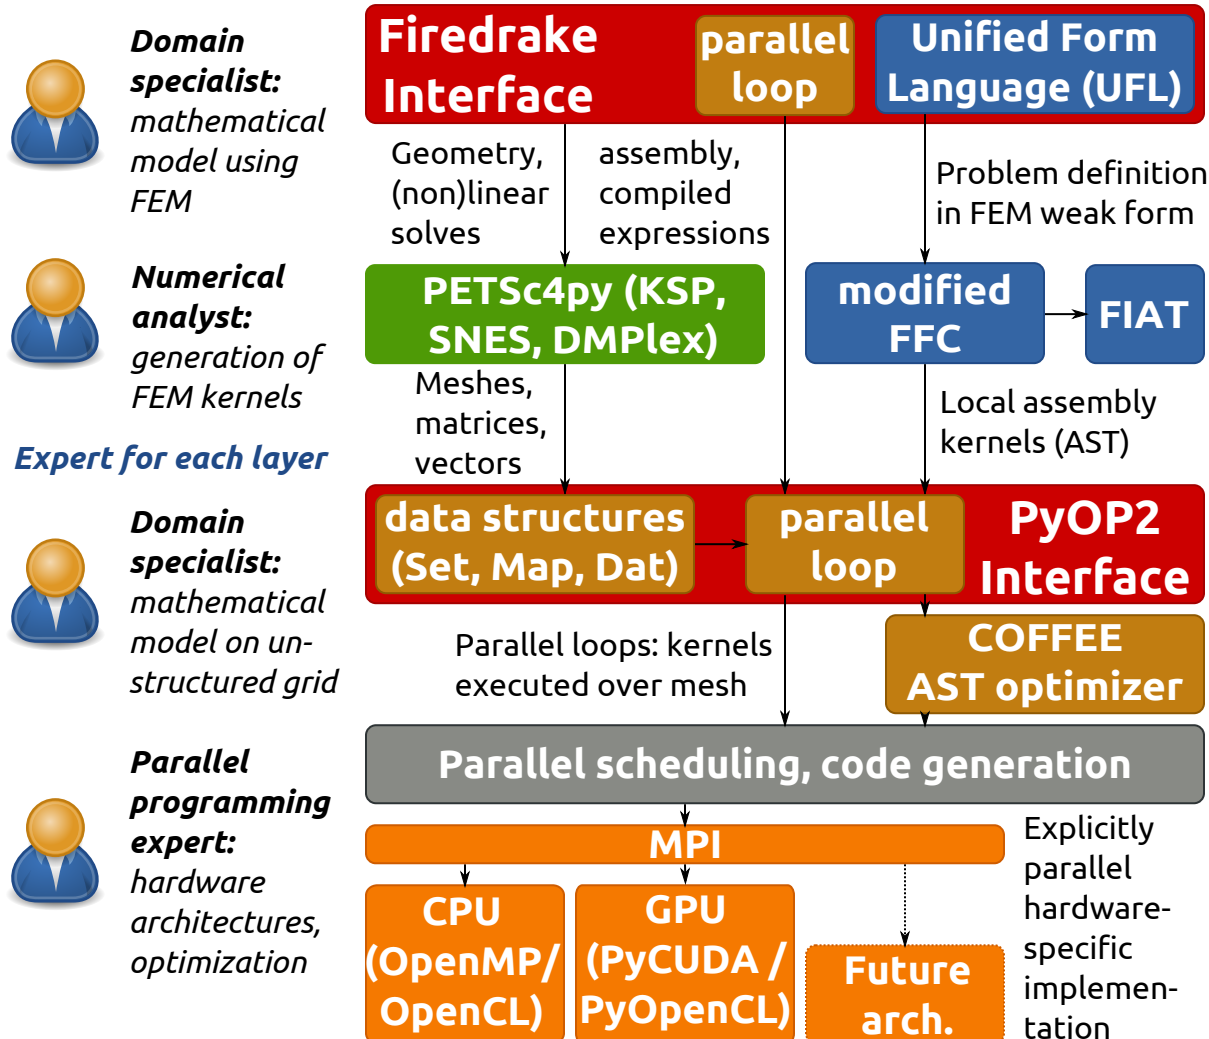 Domain
specialist:
mathematical
model using
FEM
Firedrake
Interface
parallel
loop
Unified Form
Language (UFL)
Geometry,
(non)linear
solves
assembly,
compiled
expressions
Problem definition
in FEM weak form
Numerical
analyst:
generation of
FEM kernels
PETSc4py (KSP,
SNES, DMPlex)
modified
FFC
FIAT
Meshes,
matrices,
vectors
Local assembly
kernels (AST)
Expert for each layer
Domain
specialist:
mathematical
model on un-
structured grid
data structures
(Set, Map, Dat)
parallel
loop
PyOP2
Interface
Parallel loops: kernels
executed over mesh
COFFEE
AST optimizer
Parallel
programming
expert:
hardware
architectures,
optimization
Parallel scheduling, code generation
MPI
CPU
(OpenMP/
OpenCL)
GPU
(PyCUDA /
PyOpenCL)
Future
arch.
Explicitly
parallel
hardware-
specific
implemen-
tation